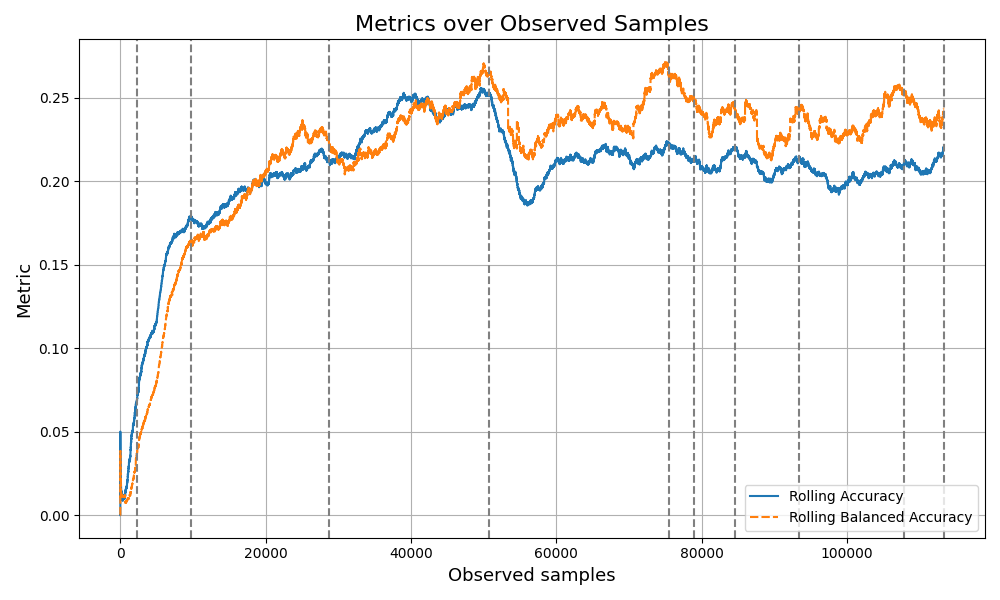 Metrics over Observed Samples
Metric
0.25
0.20
0.15
0.10
0.05
0.00
Rolling Accuracy
Rolling Balanced Accuracy
0 20000 40000 60000 80000 100000
Observed samples